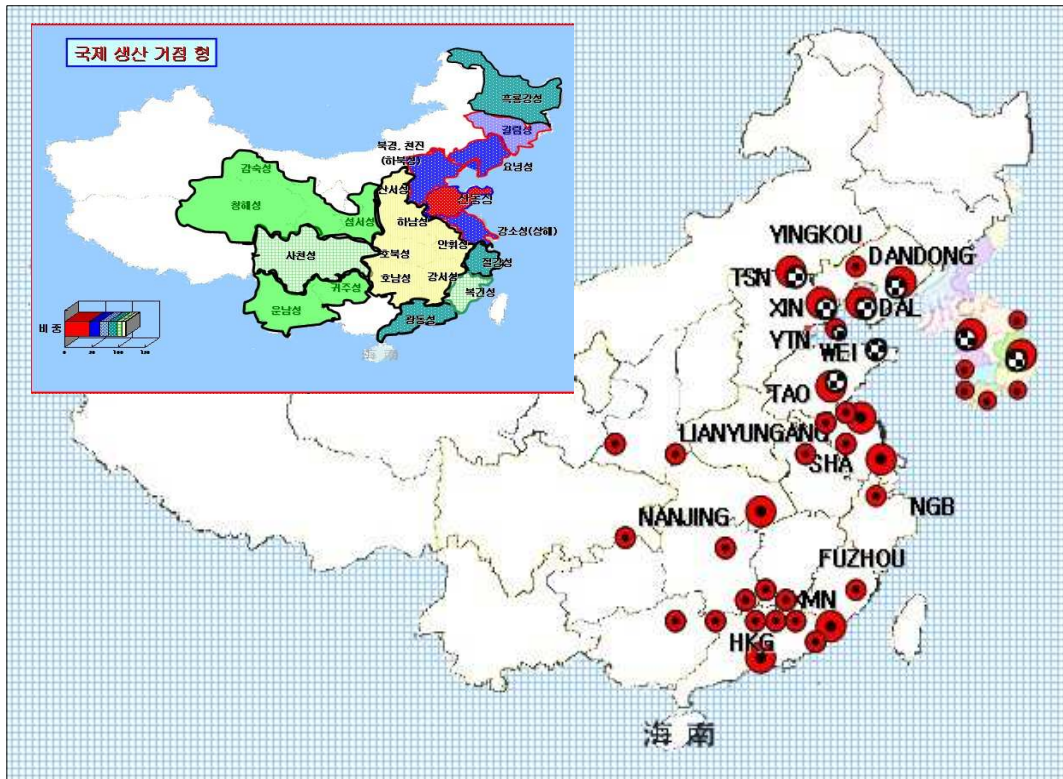 국제 생산 거점 형
흑룡강성
길림성
북경, 천진
(하북성)
요녕성
감숙성
산서성
산동성
청해성
섬서성
하남성
강소성(상해)
안휘성
사천성
호북성
절강성
호남성
강서성
귀주성
복건성
운남성
광동성
비 중
海 南
YINGKOU
DANDONG
TSN
XIN
DAL
YTN
WEI
TAO
LIANYUNGANG
SHA
NANJING
NGB
FUZHOU
XMN
HKG
海 南